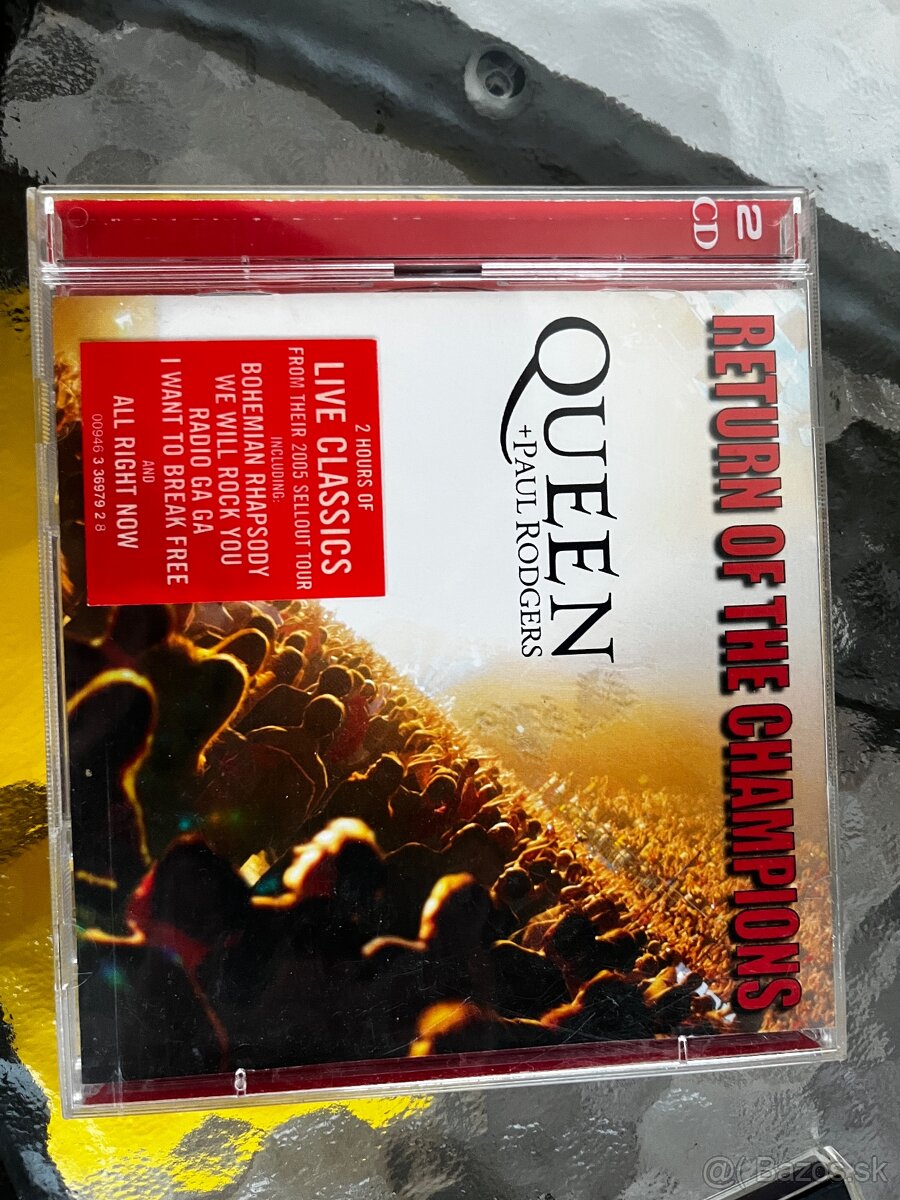 2
CD
RETURN OF THE CHAMPIONS
QUEEN
+PAUL RODGERS
2 HOURS OF
LIVE CLASSICS
FROM THEIR 2005 SELLOUT TOUR
INCLUDING:
BOHEMIAN RHAPSODY
WE WILL ROCK YOU
RADIO GA GA
I WANT TO BREAK FREE
AND
ALL RIGHT NOW
00946 3 36979 2 8
@( Bazos.sk